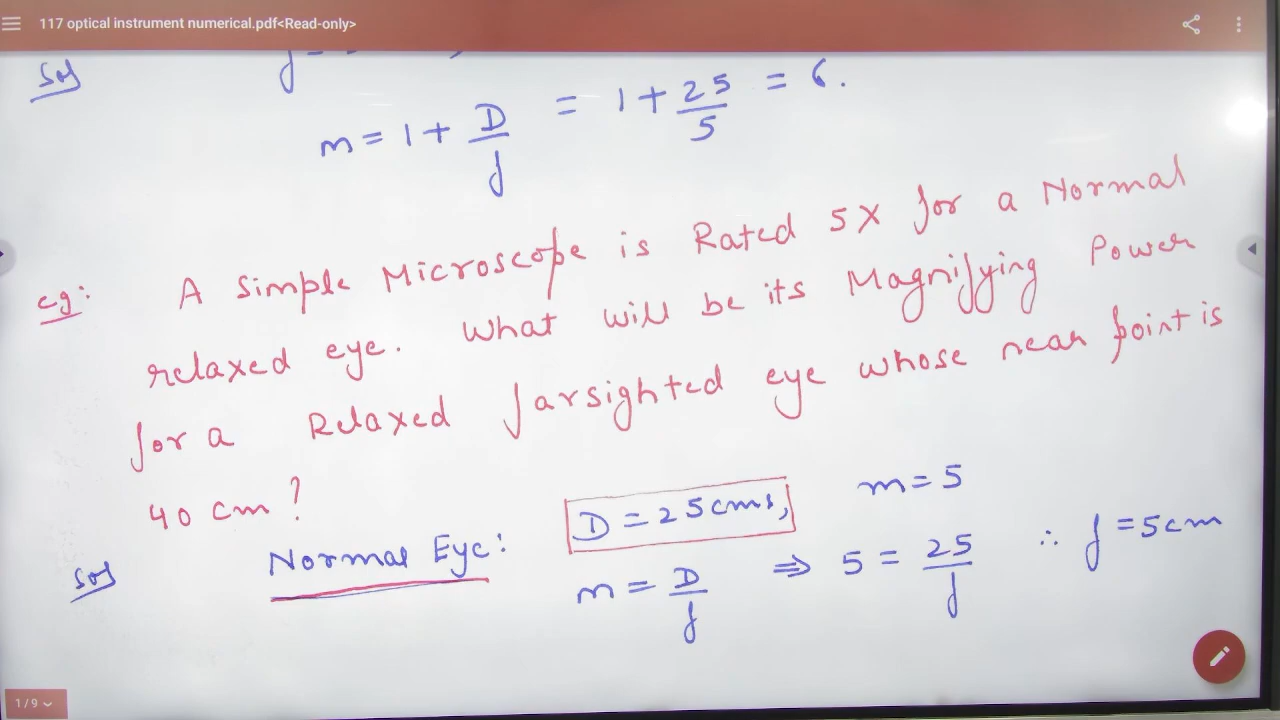 117 optical instrument numerical.pdf<Read-only>
Sol
m = 1 + D/f = 1 + 25/5 = 6.
eg: A Simple Microscope is Rated 5X for a Normal
relaxed eye. What will be its Magnifying Power
for a Relaxed farsighted eye whose near point is
40 cm?
Sol Normal Eye: D = 25 cms, m = 5
m = D/f ⇒ 5 = 25/f ∴ f = 5cm
1/9